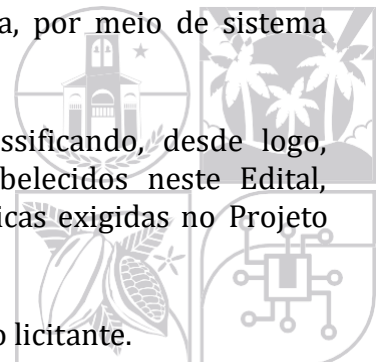 a, por meio de sistema
ssificando, desde logo,
belecidos neste Edital,
icas exigidas no Projeto
o licitante.